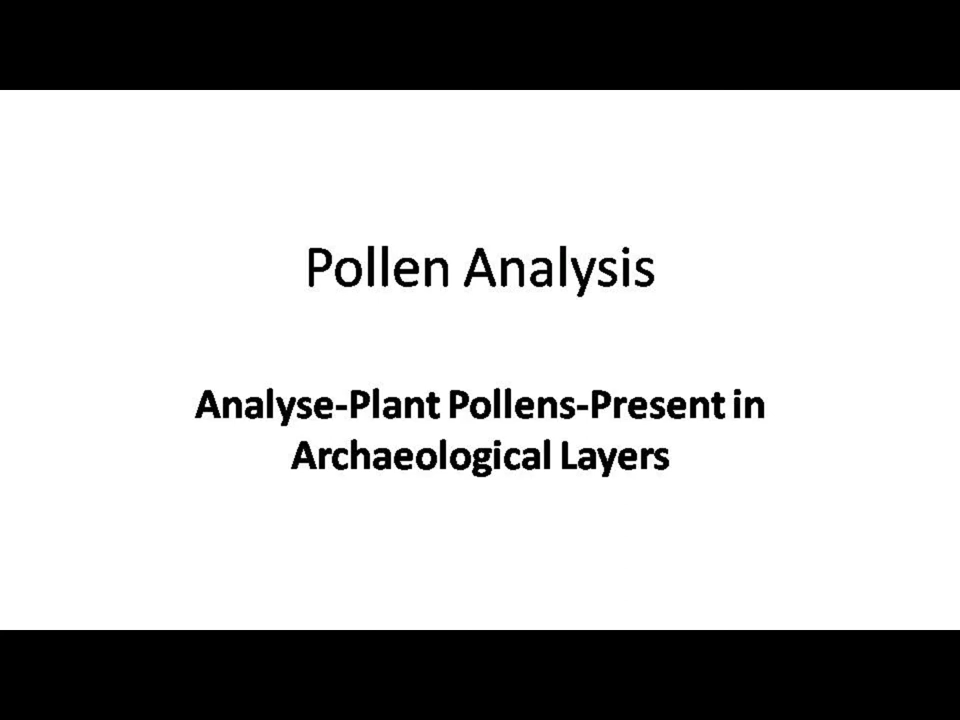 Pollen Analysis
Analyse-Plant Pollens-Present in
Archaeological Layers